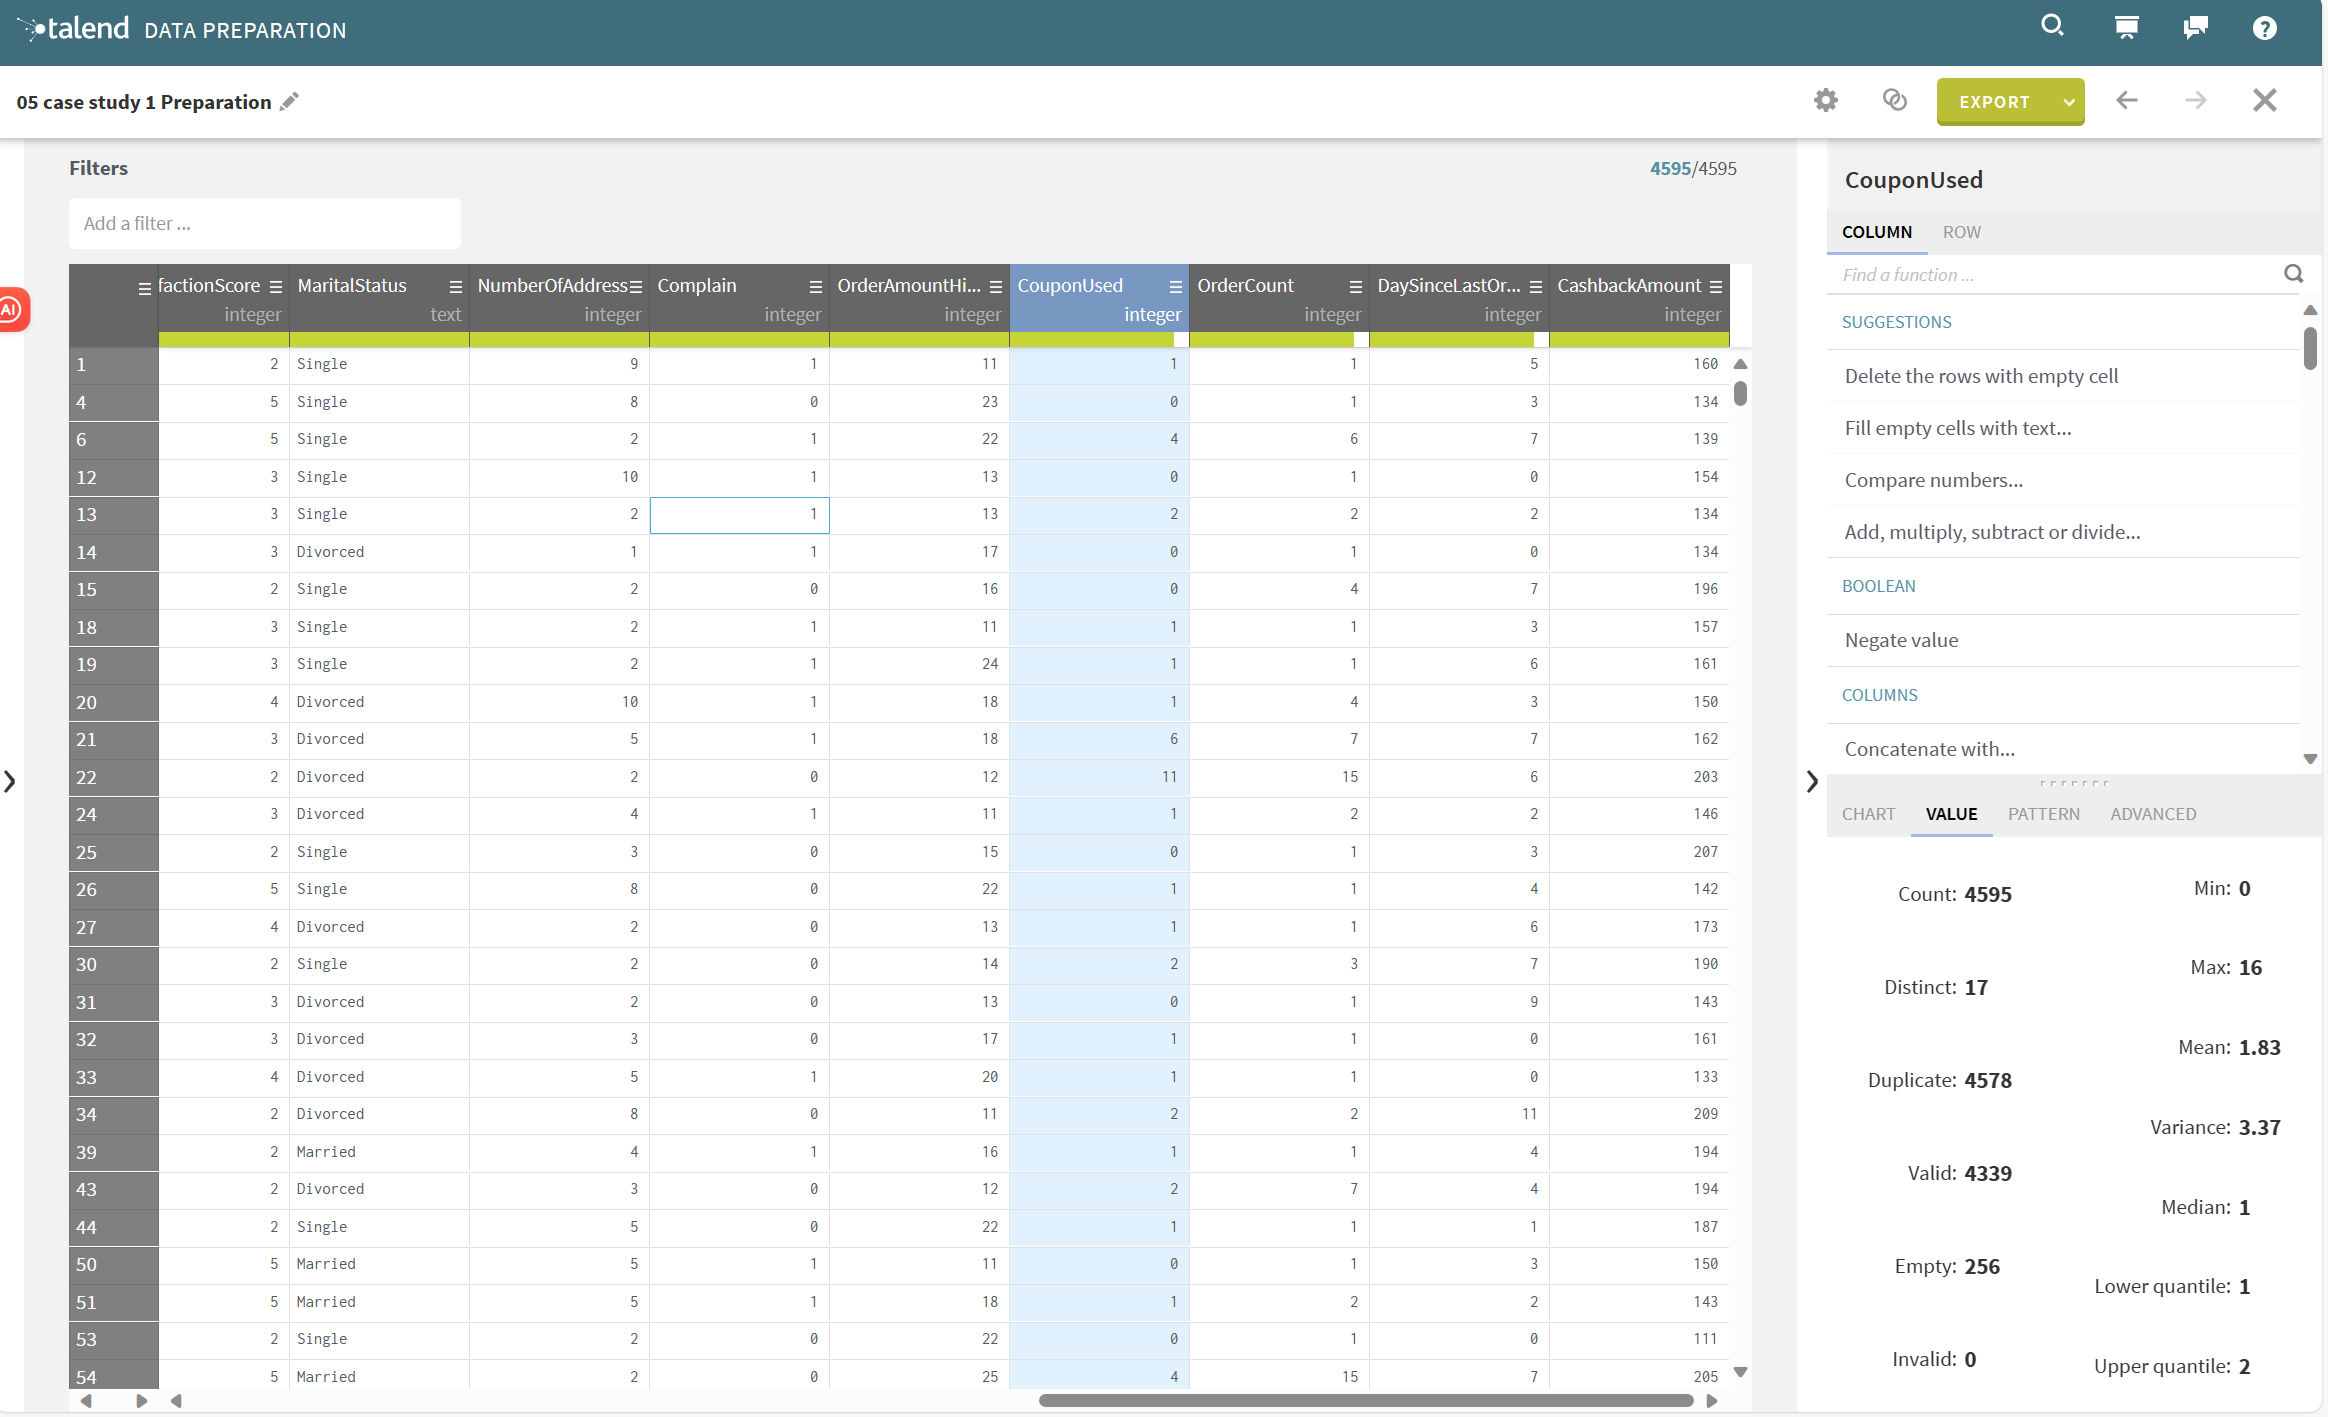 talend DATA PREPARATION
05 case study 1 Preparation
EXPORT
Filters
4595/4595
Add a filter ...
AI
factionScore MaritalStatus NumberOfAddress Complain OrderAmountHi... CouponUsed OrderCount DaySinceLastOr... CashbackAmount
integer text integer integer integer integer integer integer integer
1 2 Single 9 1 11 1 1 5 160
4 5 Single 8 0 23 0 1 3 134
6 5 Single 2 1 22 4 6 7 139
12 3 Single 10 1 13 0 1 0 154
13 3 Single 2 1 13 2 2 2 134
14 3 Divorced 1 1 17 0 1 0 134
15 2 Single 2 0 16 0 4 7 196
18 3 Single 2 1 11 1 1 3 157
19 3 Single 2 1 24 1 1 6 161
20 4 Divorced 10 1 18 1 4 3 150
21 3 Divorced 5 1 18 6 7 7 162
22 2 Divorced 2 0 12 11 15 6 203
24 3 Divorced 4 1 11 1 2 2 146
25 2 Single 3 0 15 0 1 3 207
26 5 Single 8 0 22 1 1 4 142
27 4 Divorced 2 0 13 1 1 6 173
30 2 Single 2 0 14 2 3 7 190
31 3 Divorced 2 0 13 0 1 9 143
32 3 Divorced 3 0 17 1 1 0 161
33 4 Divorced 5 1 20 1 1 0 133
34 2 Divorced 8 0 11 2 2 11 209
39 2 Married 4 1 16 1 1 4 194
43 2 Divorced 3 0 12 2 7 4 194
44 2 Single 5 0 22 1 1 1 187
50 5 Married 5 1 11 0 1 3 150
51 5 Married 5 1 18 1 2 2 143
53 2 Single 2 0 22 0 1 0 111
54 5 Married 2 0 25 4 15 7 205
CouponUsed
COLUMN ROW
Find a function ...
SUGGESTIONS
Delete the rows with empty cell
Fill empty cells with text...
Compare numbers...
Add, multiply, subtract or divide...
BOOLEAN
Negate value
COLUMNS
Concatenate with...
CHART VALUE PATTERN ADVANCED
Count: 4595
Distinct: 17
Duplicate: 4578
Valid: 4339
Empty: 256
Invalid: 0
Min: 0
Max: 16
Mean: 1.83
Variance: 3.37
Median: 1
Lower quantile: 1
Upper quantile: 2